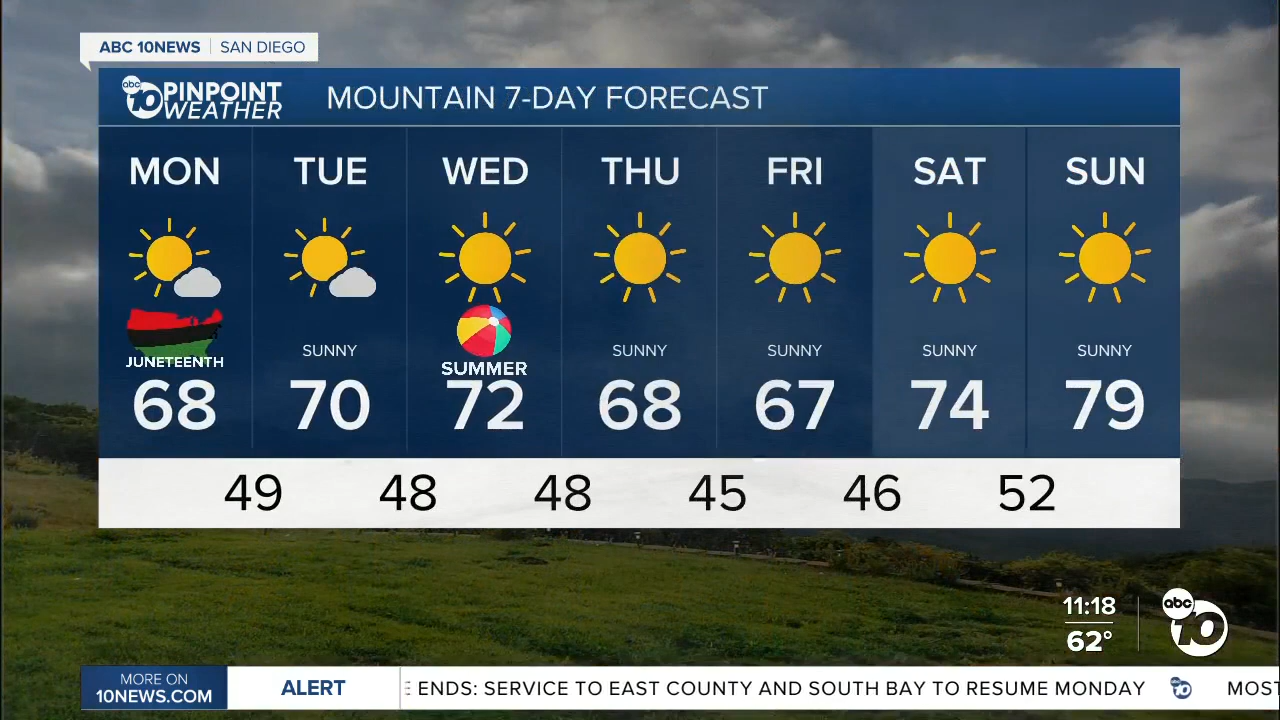 ABC 10NEWS | SAN DIEGO
abc 10 PINPOINT WEATHER
MOUNTAIN 7-DAY FORECAST
MON TUE WED THU FRI SAT SUN
SUNNY SUNNY SUNNY SUNNY SUNNY
JUNETEENTH SUMMER
68 70 72 68 67 74 79
49 48 48 45 46 52
11:18
62°
abc 10
MORE ON
10NEWS.COM
ALERT
ENDS: SERVICE TO EAST COUNTY AND SOUTH BAY TO RESUME MONDAY abc 10 MOST